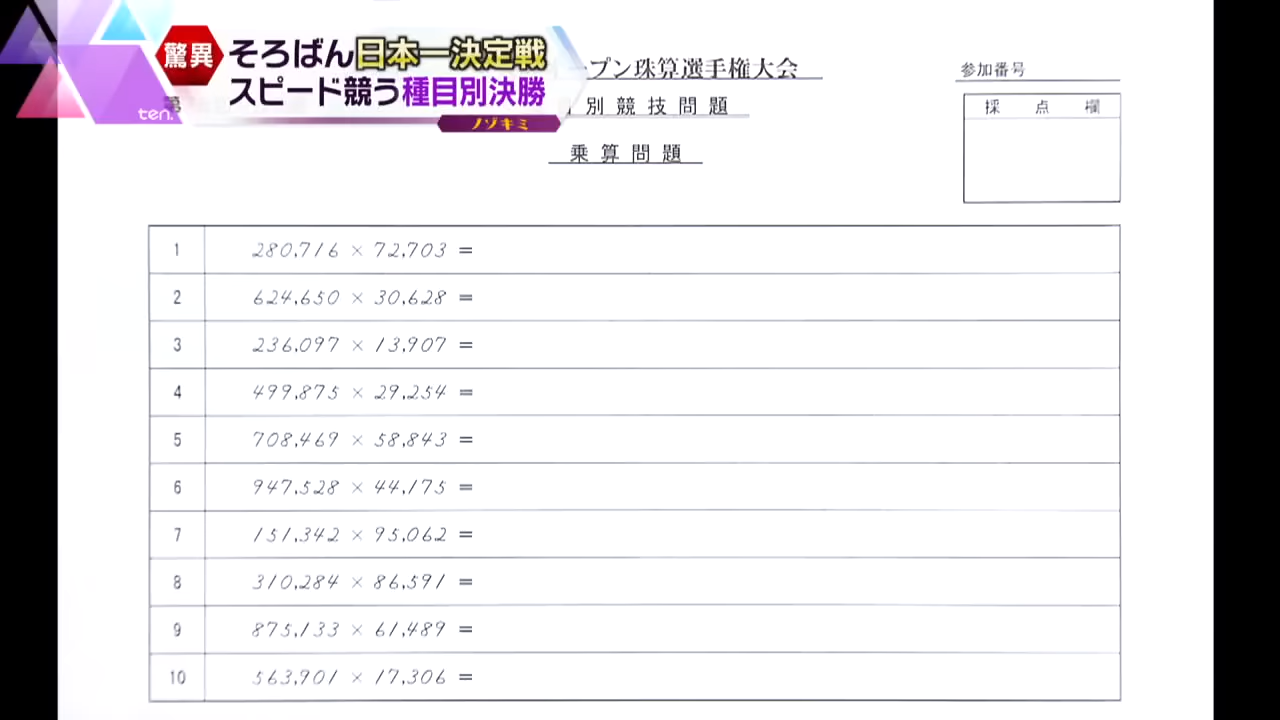 驚異
そろばん日本一決定戦
スピード競う種目別決勝
ten.
ノゾキミ
プン珠算選手権大会
別競技問題
乗算問題
参加番号
採点欄
1 280,716 × 72,703 =
2 624,650 × 30,628 =
3 236,097 × 13,907 =
4 499,875 × 29,254 =
5 708,469 × 58,843 =
6 947,528 × 44,175 =
7 151,342 × 95,062 =
8 310,284 × 86,591 =
9 875,133 × 61,489 =
10 563,901 × 17,306 =